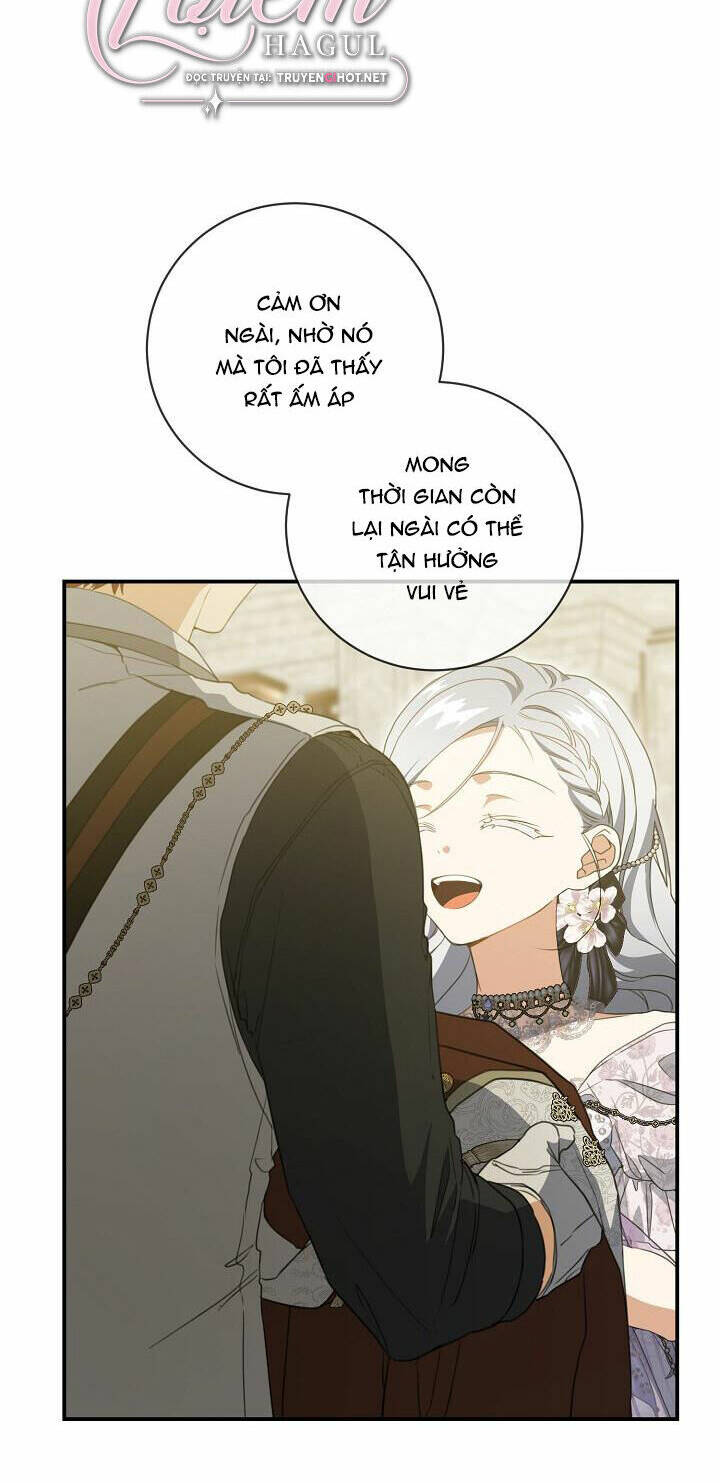 HAGUL
ĐỌC TRUYỆN TẠI: TRUYENGIHOT.NET
CẢM ƠN
NGÀI, NHỜ NÓ
MÀ TÔI ĐÃ THẤY
RẤT ẤM ÁP
MONG
THỜI GIAN CÒN
LẠI NGÀI CÓ THỂ
TẬN HƯỞNG
VUI VẺ